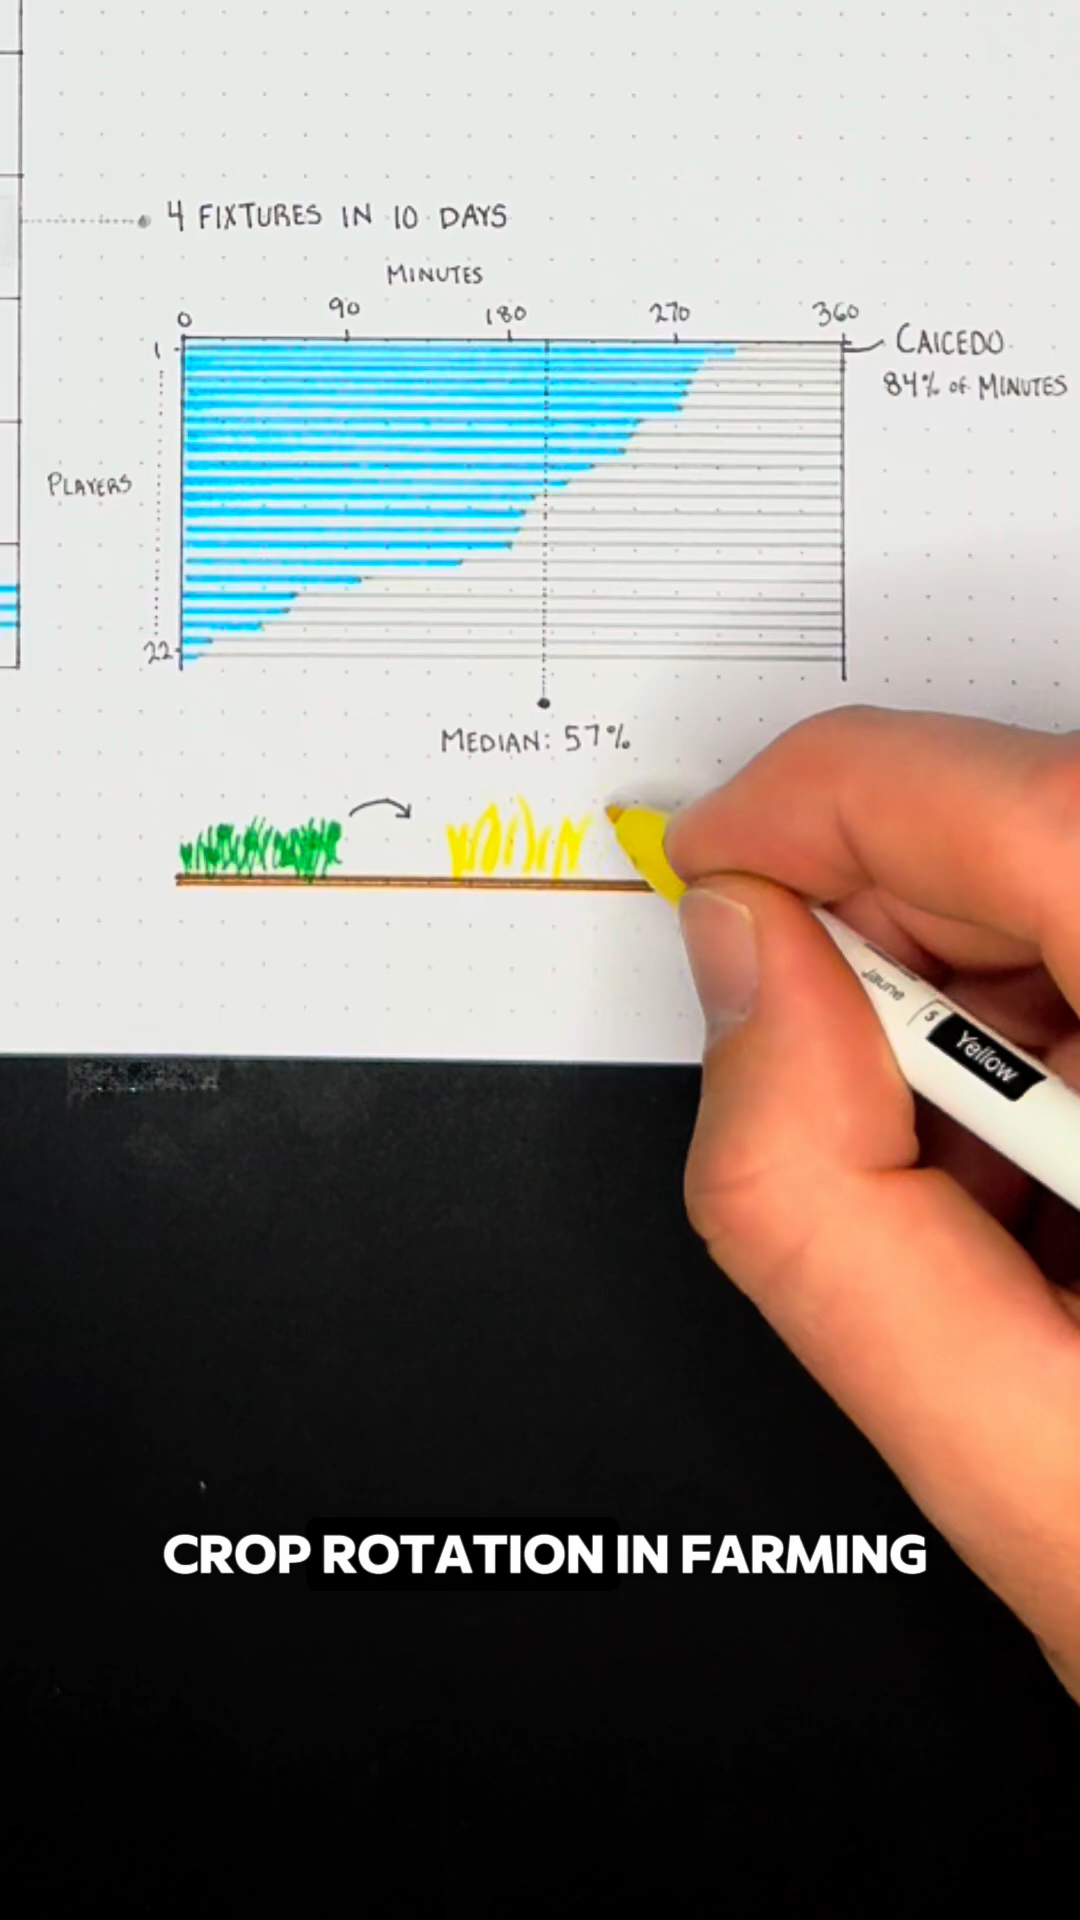 4 FIXTURES IN 10 DAYS
MINUTES
0 90 180 270 360
1
CAICEDO
84% OF MINUTES
PLAYERS
22
MEDIAN: 57%
Jaune
5
Yellow
CROP ROTATION IN FARMING